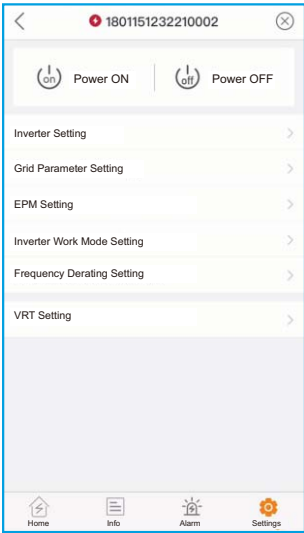 1801151232210002
on Power ON off Power OFF
Inverter Setting
Grid Parameter Setting
EPM Setting
Inverter Work Mode Setting
Frequency Derating Setting
VRT Setting
Home Info Alarm Settings